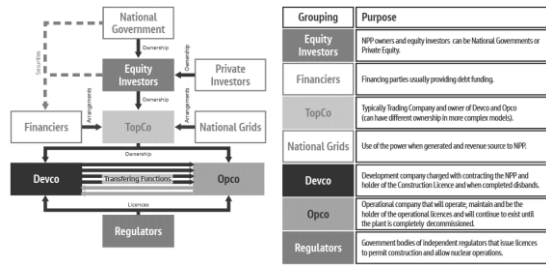 National
Government
Ownership
Securities
Equity
Investors
Ownership
Private
Investors
Ownership
Arrangements
Arrangements
Financiers
TopCo
National Grids
Ownership
Devco
Transfering Functions
Opco
Licences
Regulators
Grouping
Purpose
Equity
Investors
NPP owners and equity investors can be National Governments or
Private Equity.
Financiers
Financing parties usually providing debt funding.
TopCo
Typically Trading Company and owner of Devco and Opco
(can have different ownership in more complex models).
National Grids
Use of the power when generated and revenue source to NPP.
Devco
Development company charged with contracting the NPP and
holder of the Construction Licence and when completed disbands.
Opco
Operational company that will operate, maintain and be
the holder of the operational licences and will continue to exist until
the plant is completely decommissioned.
Regulators
Government bodies of independent regulators that issue licences
to permit construction and allow nuclear operations.